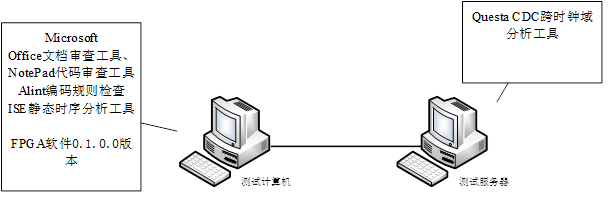 Microsoft
Office文档审查工具、
NotePad代码审查工具
Alint编码规则检查
ISE静态时序分析工具
FPGA软件0.1.0.0版
本
Questa CDC跨时钟域
分析工具
测试计算机
测试服务器